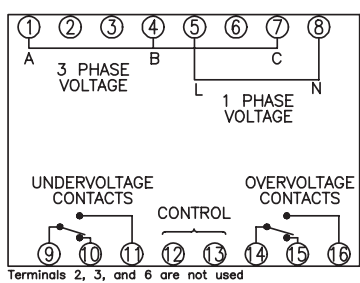 1 2 3 4 5 6 7 8
A B C
3 PHASE
VOLTAGE
L N
1 PHASE
VOLTAGE
UNDERVOLTAGE
CONTACTS
CONTROL
OVERVOLTAGE
CONTACTS
9 10 11 12 13 14 15 16
Terminals 2, 3, and 6 are not used